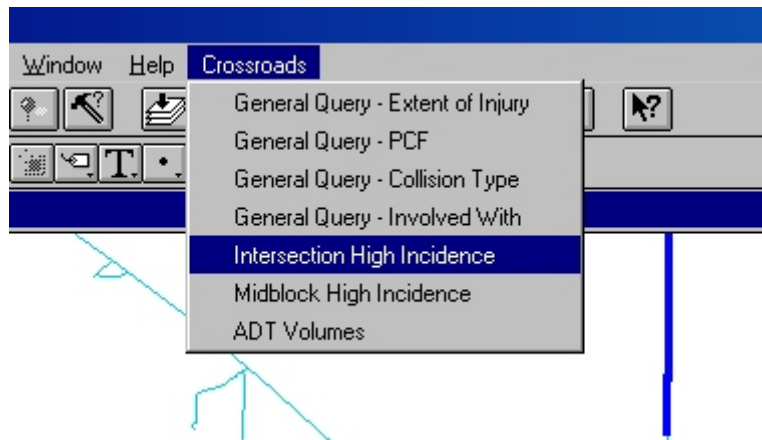 Window Help Crossroads
General Query - Extent of Injury
General Query - PCF
General Query - Collision Type
General Query - Involved With
Intersection High Incidence
Midblock High Incidence
ADT Volumes
? ?
T